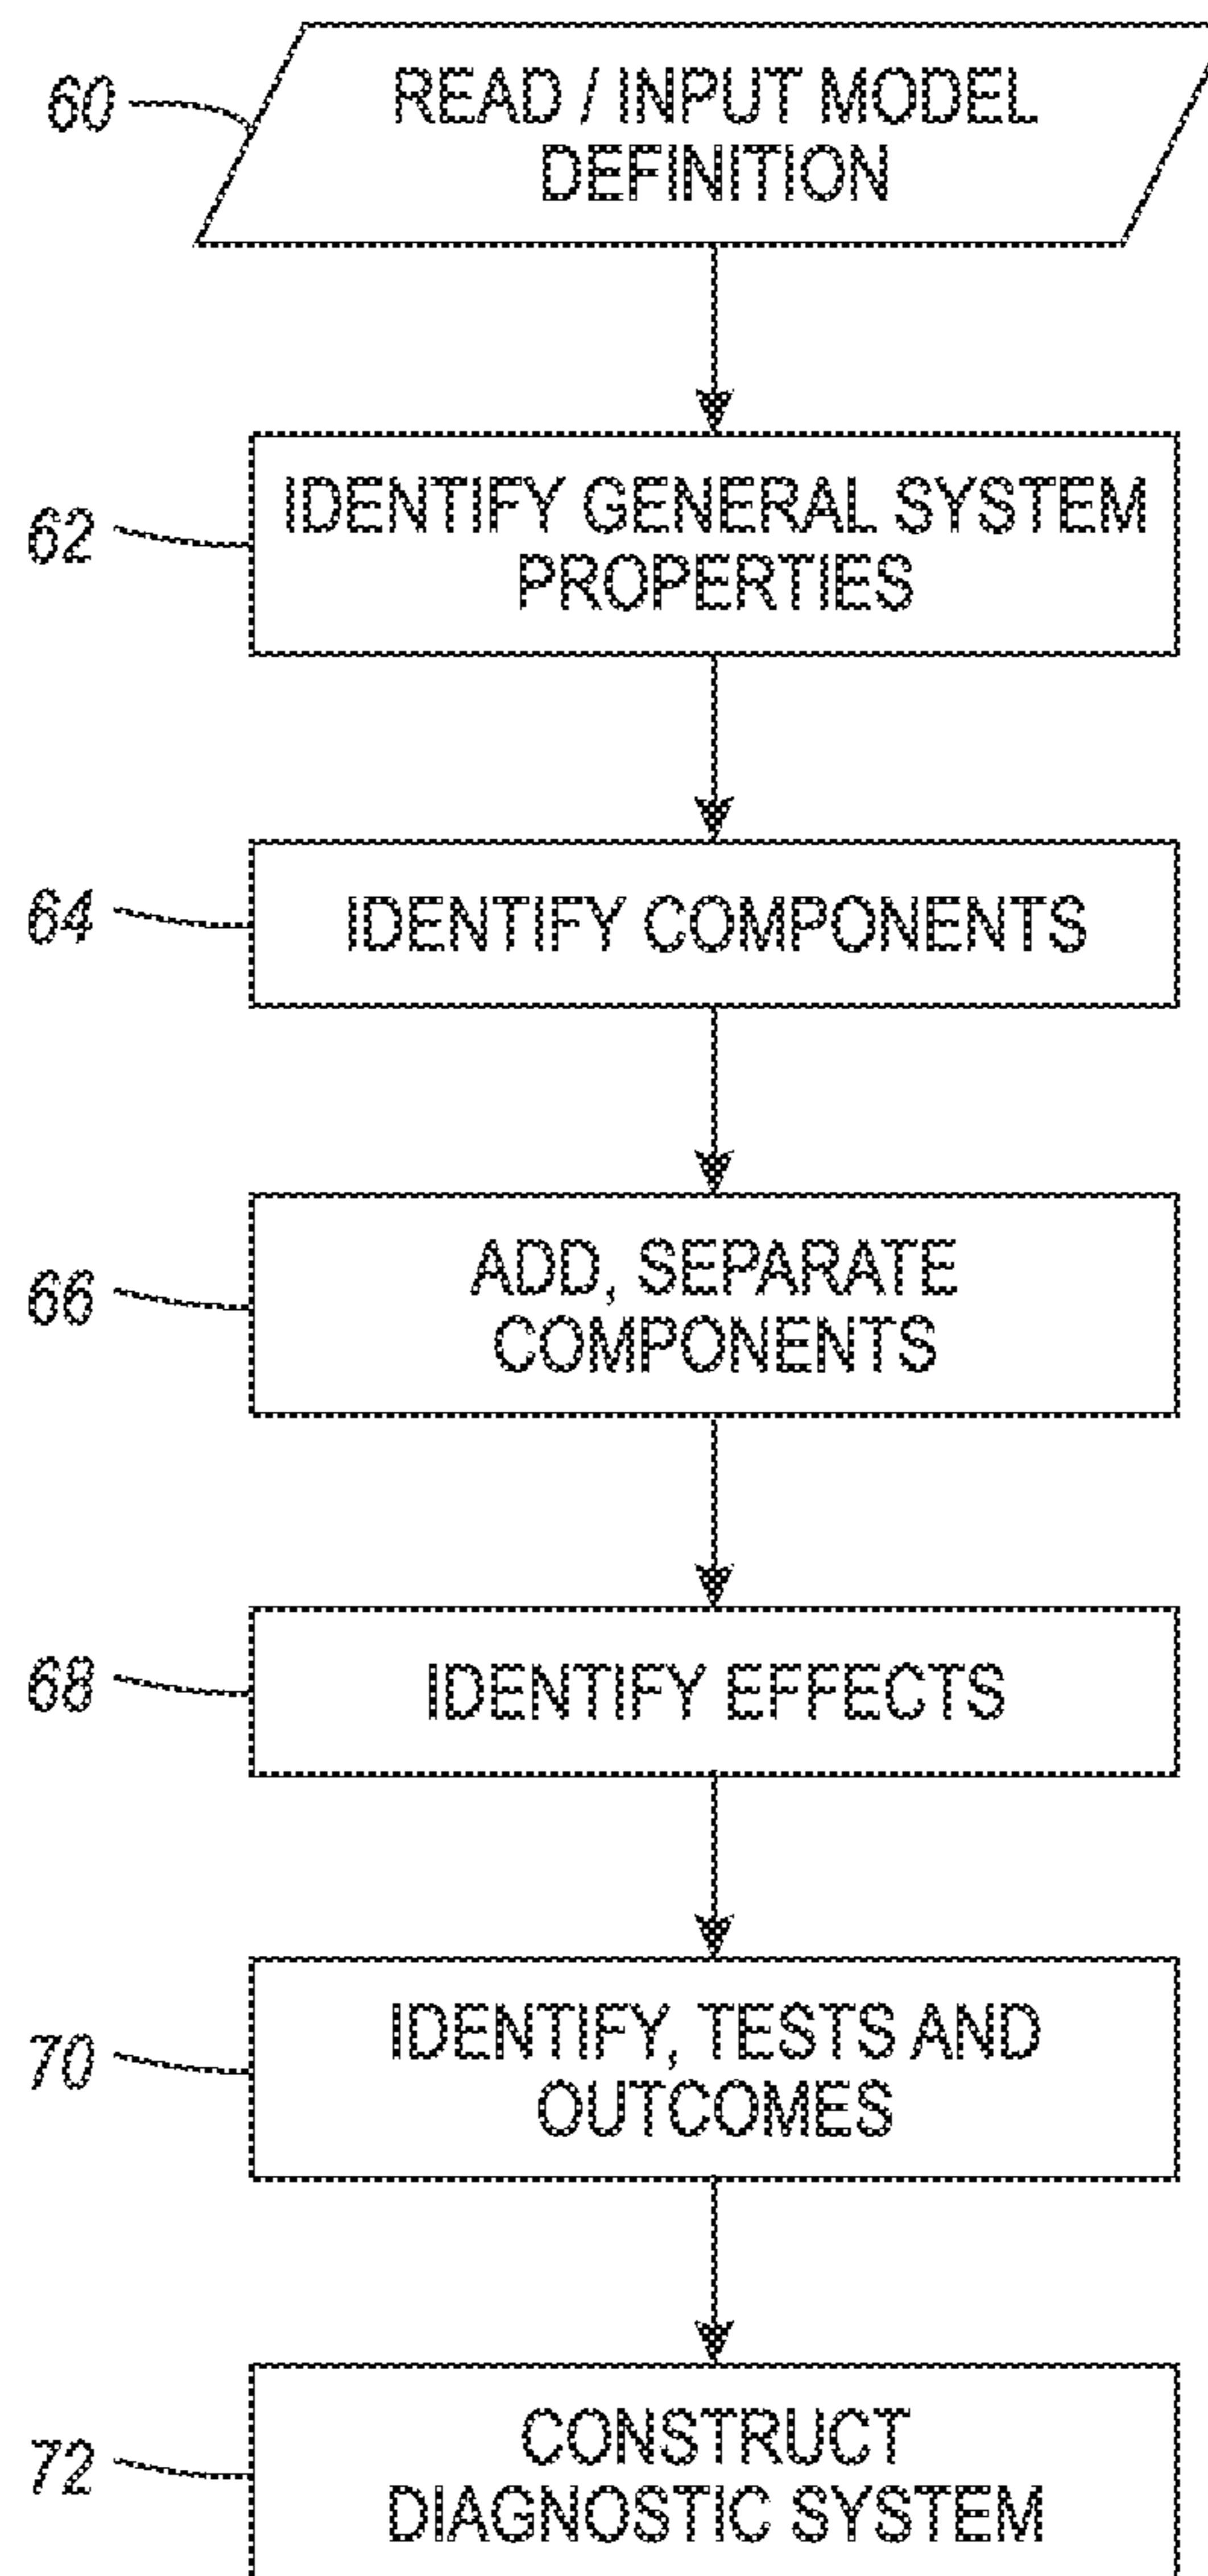 60
READ / INPUT MODEL
DEFINITION
62
IDENTIFY GENERAL SYSTEM
PROPERTIES
64
IDENTIFY COMPONENTS
66
ADD, SEPARATE
COMPONENTS
68
IDENTIFY EFFECTS
70
IDENTIFY, TESTS AND
OUTCOMES
72
CONSTRUCT
DIAGNOSTIC SYSTEM